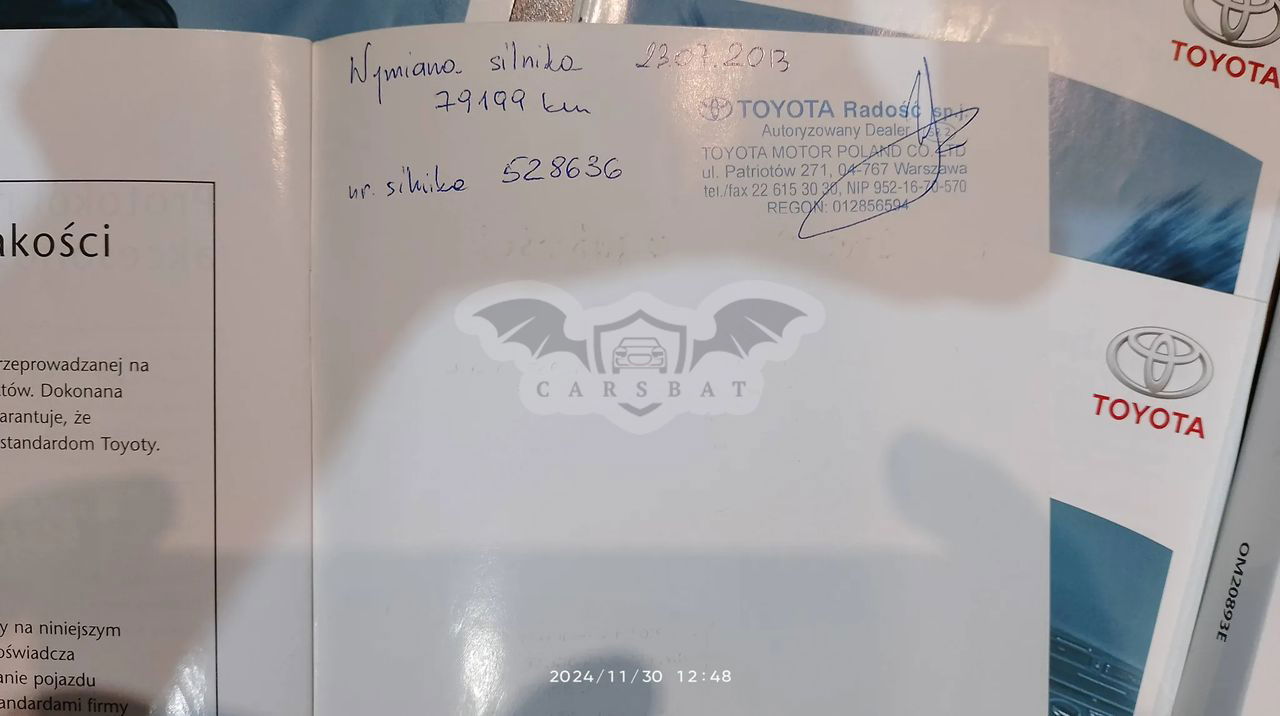 Wymiana silnika 23.07.2013
79199 km
nr. silnika 528636
TOYOTA Radość sp.j.
Autoryzowany Dealer
TOYOTA MOTOR POLAND CO. LTD
ul. Patriotów 271, 04-767 Warszawa
tel./fax 22 615 30 30, NIP 952-16-70-570
REGON: 012856594
akości
rzeprowadzanej na
tów. Dokonana
arantuje, że
standardom Toyoty.
y na niniejszym
oświadcza
anie pojazdu
andardami firmy
TOYOTA
TOYOTA
OM20893E
CARSBAT
2024/11/30 12:48